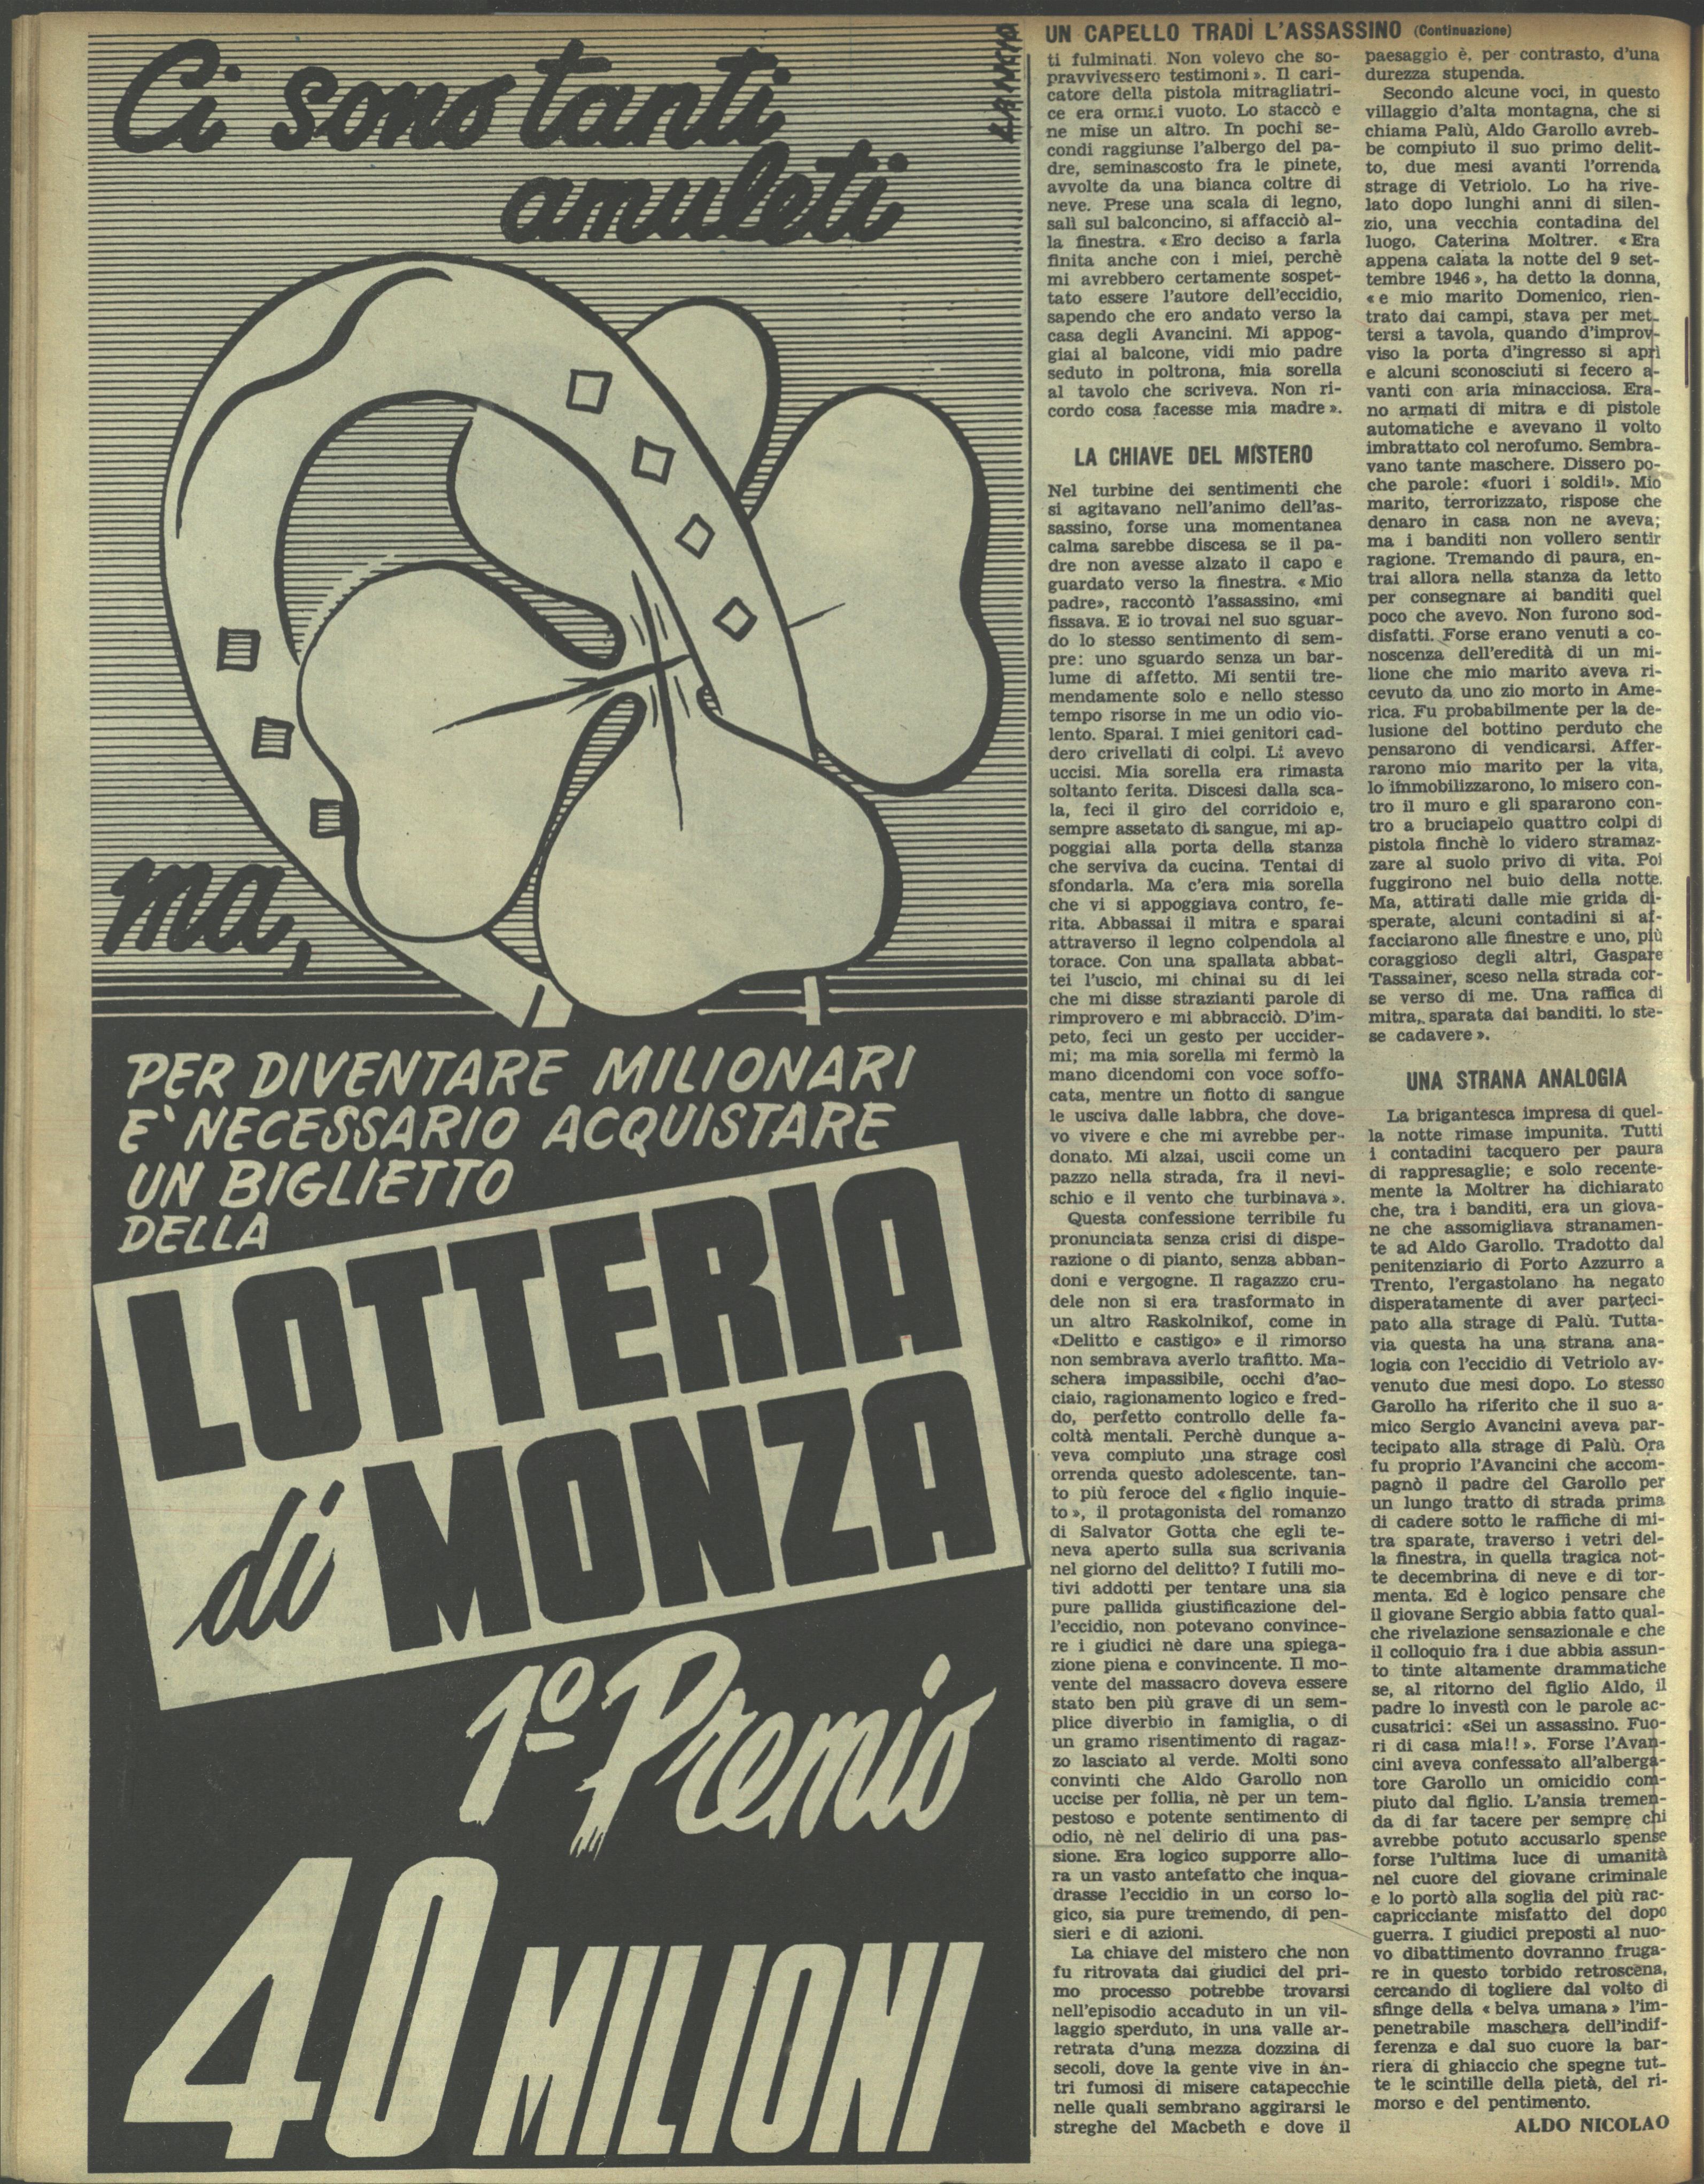 Ci sono tanti
amuleti
ma,
PER DIVENTARE MILIONARI
E' NECESSARIO ACQUISTARE
UN BIGLIETTO
DELLA
LOTTERIA
di MONZA
1º Premio
40 MILIONI
UN CAPELLO TRADÌ L'ASSASSINO (Continuazione)
ti fulminati. Non volevo che so-
pravvivessero testimoni». Il cari-
catore della pistola mitragliatri-
ce era ormai vuoto. Lo staccò e
ne mise un altro. In pochi se-
condi raggiunse l'albergo del pa-
dre, seminascosto fra le pinete,
avvolte da una bianca coltre di
neve. Prese una scala di legno,
salì sul balconcino, si affacciò al-
la finestra. «Ero deciso a farla
finita anche con i miei, perchè
mi avrebbero certamente sospet-
tato essere l'autore dell'eccidio,
sapendo che ero andato verso la
casa degli Avancini. Mi appog-
giai al balcone, vidi mio padre
seduto in poltrona, mia sorella
al tavolo che scriveva. Non ri-
cordo cosa facesse mia madre».
LA CHIAVE DEL MISTERO
Nel turbine dei sentimenti che
si agitavano nell'animo dell'as-
sassino, forse una momentanea
calma sarebbe discesa se il pa-
dre non avesse alzato il capo e
guardato verso la finestra. «Mio
padre», raccontò l'assassino, «mi
fissava. E io trovai nel suo sguar-
do lo stesso sentimento di sem-
pre: uno sguardo senza un bar-
lume di affetto. Mi sentii tre-
mendamente solo e nello stesso
tempo risorse in me un odio vio-
lento. Sparai. I miei genitori cad-
dero crivellati di colpi. Li avevo
uccisi. Mia sorella era rimasta
soltanto ferita. Discesi dalla sca-
la, feci il giro del corridoio e,
sempre assetato di sangue, mi ap-
poggiai alla porta della stanza
che serviva da cucina. Tentai di
sfondarla. Ma c'era mia sorella
che vi si appoggiava contro, fe-
rita. Abbassai il mitra e sparai
attraverso il legno colpendola al
torace. Con una spallata abbat-
tei l'uscio, mi chinai su di lei
che mi disse strazianti parole di
rimprovero e mi abbracciò. D'im-
peto, feci un gesto per uccider-
mi; ma mia sorella mi fermò la
mano dicendomi con voce soffo-
cata, mentre un fiotto di sangue
le usciva dalle labbra, che dove-
vo vivere e che mi avrebbe per-
donato. Mi alzai, uscii come un
pazzo nella strada, fra il nevi-
schio e il vento che turbinava».
Questa confessione terribile fu
pronunciata senza crisi di dispe-
razione o di pianto, senza abban-
doni e vergogne. Il ragazzo cru-
dele non si era trasformato in
un altro Raskolnikof, come in
«Delitto e castigo» e il rimorso
non sembrava averlo trafitto. Ma-
schera impassibile, occhi d'ac-
ciaio, ragionamento logico e fred-
do, perfetto controllo delle fa-
coltà mentali. Perchè dunque a-
veva compiuto una strage così
orrenda questo adolescente, tan-
to più feroce del «figlio inquie-
to», il protagonista del romanzo
di Salvator Gotta che egli te-
neva aperto sulla sua scrivania
nel giorno del delitto? I futili mo-
tivi addotti per tentare una sia
pure pallida giustificazione del-
l'eccidio, non potevano convince-
re i giudici nè dare una spiega-
zione piena e convincente. Il mo-
vente del massacro doveva essere
stato ben più grave di un sem-
plice diverbio in famiglia, o di
un gramo risentimento di ragaz-
zo lasciato al verde. Molti sono
convinti che Aldo Garollo non
uccise per follia, nè per un tem-
pestoso e potente sentimento di
odio, nè nel delirio di una pas-
sione. Era logico supporre allo-
ra un vasto antefatto che inqua-
drasse l'eccidio in un corso lo-
gico, sia pure tremendo, di pen-
sieri e di azioni.
La chiave del mistero che non
fu ritrovata dai giudici del pri-
mo processo potrebbe trovarsi
nell'episodio accaduto in un vil-
laggio sperduto, in una valle ar-
retrata d'una mezza dozzina di
secoli, dove la gente vive in an-
tri fumosi di misere catapecchie
nelle quali sembrano aggirarsi le
streghe del Macbeth e dove il
paesaggio è, per contrasto, d'una
durezza stupenda.
Secondo alcune voci, in questo
villaggio d'alta montagna, che si
chiama Palù, Aldo Garollo avreb-
be compiuto il suo primo delit-
to, due mesi avanti l'orrenda
strage di Vetriolo. Lo ha rive-
lato dopo lunghi anni di silen-
zio, una vecchia contadina del
luogo, Caterina Moltrer. «Era
appena calata la notte del 9 set-
tembre 1946», ha detto la donna,
«e mio marito Domenico, rien-
trato dai campi, stava per met-
tersi a tavola, quando d'improv-
viso la porta d'ingresso si aprì
e alcuni sconosciuti si fecero a-
vanti con aria minacciosa. Era-
no armati di mitra e di pistole
automatiche e avevano il volto
imbrattato col nerofumo. Sembra-
vano tante maschere. Dissero po-
che parole: «fuori i soldi!». Mio
marito, terrorizzato, rispose che
denaro in casa non ne aveva;
ma i banditi non vollero sentir
ragione. Tremando di paura, en-
trai allora nella stanza da letto
per consegnare ai banditi quel
poco che avevo. Non furono sod-
disfatti. Forse erano venuti a co-
noscenza dell'eredità di un mi-
lione che mio marito aveva ri-
cevuto da uno zio morto in Ame-
rica. Fu probabilmente per la de-
lusione del bottino perduto che
pensarono di vendicarsi. Affer-
rarono mio marito per la vita,
lo immobilizzarono, lo misero con-
tro il muro e gli spararono con-
tro a bruciapelo quattro colpi di
pistola finchè lo videro stramaz-
zare al suolo privo di vita. Poi
fuggirono nel buio della notte.
Ma, attirati dalle mie grida di-
sperate, alcuni contadini si af-
facciarono alle finestre e uno, più
coraggioso degli altri, Gaspare
Tassainer, sceso nella strada cor-
se verso di me. Una raffica di
mitra, sparata dai banditi, lo ste-
se cadavere».
UNA STRANA ANALOGIA
La brigantesca impresa di quel-
la notte rimase impunita. Tutti
i contadini tacquero per paura
di rappresaglie; e solo recente-
mente la Moltrer ha dichiarato
che, tra i banditi, era un giova-
ne che assomigliava stranamen-
te ad Aldo Garollo. Tradotto dal
penitenziario di Porto Azzurro a
Trento, l'ergastolano ha negato
disperatamente di aver parteci-
pato alla strage di Palù. Tutta-
via questa ha una strana ana-
logia con l'eccidio di Vetriolo av-
venuto due mesi dopo. Lo stesso
Garollo ha riferito che il suo a-
mico Sergio Avancini aveva par-
tecipato alla strage di Palù. Ora
fu proprio l'Avancini che accom-
pagnò il padre del Garollo per
un lungo tratto di strada prima
di cadere sotto le raffiche di mi-
tra sparate, traverso i vetri del-
la finestra, in quella tragica not-
te decembrina di neve e di tor-
menta. Ed è logico pensare che
il giovane Sergio abbia fatto qual-
che rivelazione sensazionale e che
il colloquio fra i due abbia assun-
to tinte altamente drammatiche
se, al ritorno del figlio Aldo, il
padre lo investì con le parole ac-
cusatrici: «Sei un assassino. Fuo-
ri di casa mia!!». Forse l'Avan-
cini aveva confessato all'alberga-
tore Garollo un omicidio com-
piuto dal figlio. L'ansia tremen-
da di far tacere per sempre chi
avrebbe potuto accusarlo spense
forse l'ultima luce di umanità
nel cuore del giovane criminale
e lo portò alla soglia del più rac-
capricciante misfatto del dopo
guerra. I giudici preposti al nuo-
vo dibattimento dovranno fruga-
re in questo torbido retroscena,
cercando di togliere dal volto di
sfinge della «belva umana» l'im-
penetrabile maschera dell'indif-
ferenza e dal suo cuore la bar-
riera di ghiaccio che spegne tut-
te le scintille della pietà, del ri-
morso e del pentimento.
ALDO NICOLAO